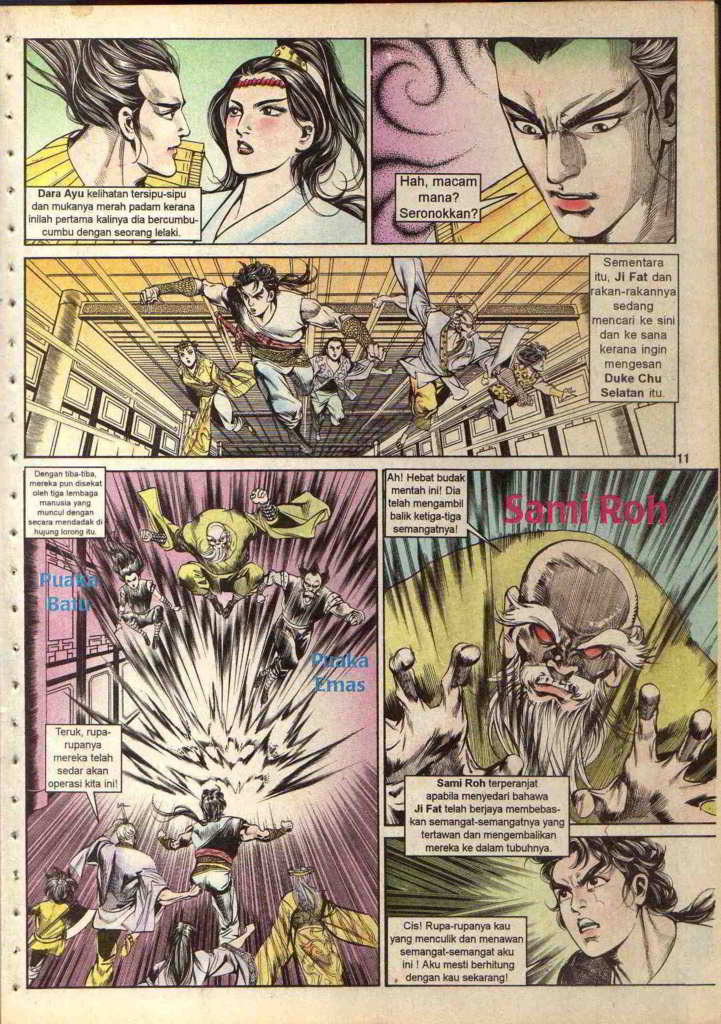 Dara Ayu kelihatan tersipu-sipu
dan mukanya merah padam kerana
inilah pertama kalinya dia bercumbu-
cumbu dengan seorang lelaki.
Hah, macam
mana?
Seronokkan?
Sementara
itu, Ji Fat dan
rakan-rakannya
sedang
mencari ke sini
dan ke sana
kerana ingin
mengesan
Duke Chu
Selatan itu.
11
Dengan tiba-tiba,
mereka pun disekat
oleh tiga lembaga
manusia yang
muncul dengan
secara mendadak di
hujung lorong itu.
Puaka
Batu
Puaka
Emas
Teruk, rupa-
rupanya
mereka telah
sedar akan
operasi kita ini!
Ah! Hebat budak
mentah ini! Dia
telah mengambil
balik ketiga-tiga
semangatnya!
Sami Roh
Sami Roh terperanjat
apabila menyedari bahawa
Ji Fat telah berjaya membebas-
kan semangat-semangatnya yang
tertawan dan mengembalikan
mereka ke dalam tubuhnya.
Cis! Rupa-rupanya kau
yang menculik dan menawan
semangat-semangat aku
ini ! Aku mesti berhitung
dengan kau sekarang!